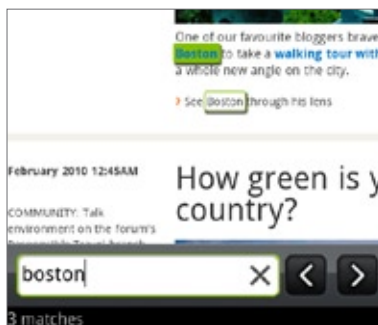 One of our favourite bloggers brave
Boston to take a walking tour with
a whole new angle on the city.
See Boston through his lens
February 2010 12:45AM
How green is y
country?
COMMUNITY: Talk
environment on the forum's
boston
3 matches